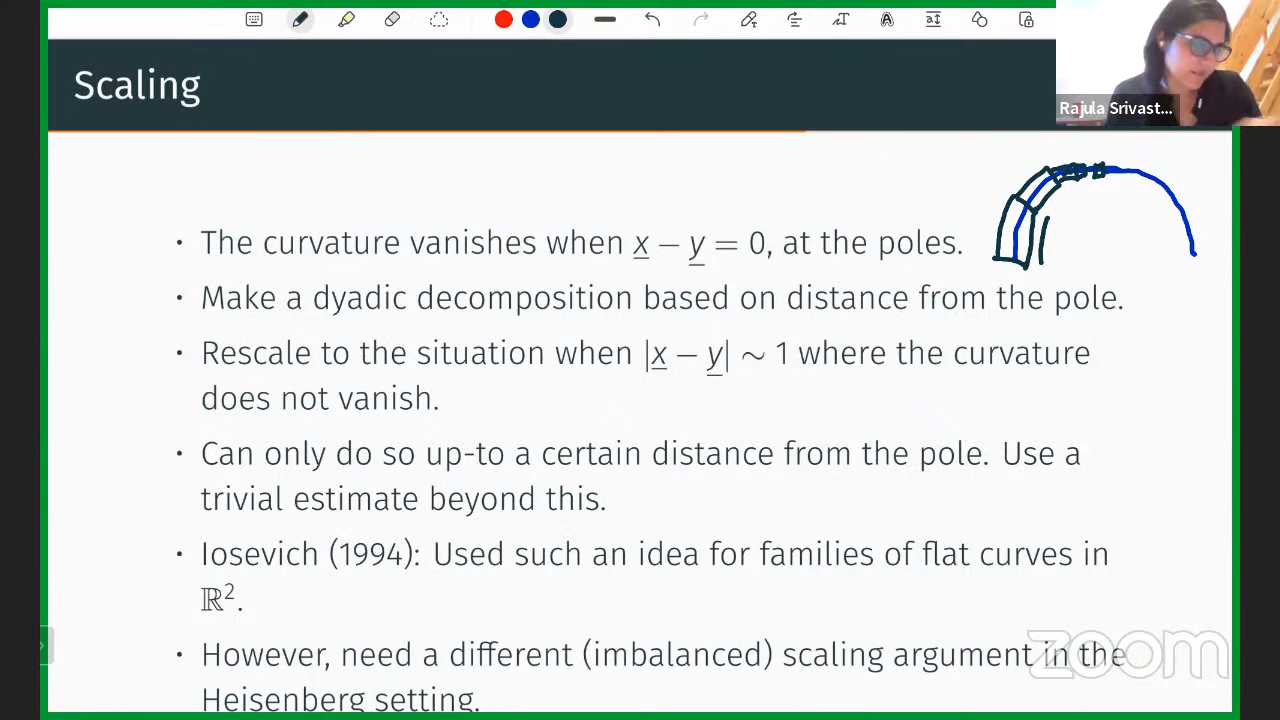 Scaling
Rajula Srivast...
• The curvature vanishes when x − y = 0, at the poles.
• Make a dyadic decomposition based on distance from the pole.
• Rescale to the situation when |x − y| ∼ 1 where the curvature
does not vanish.
• Can only do so up-to a certain distance from the pole. Use a
trivial estimate beyond this.
• Iosevich (1994): Used such an idea for families of flat curves in
ℝ².
• However, need a different (imbalanced) scaling argument in the
Heisenberg setting.
zoom